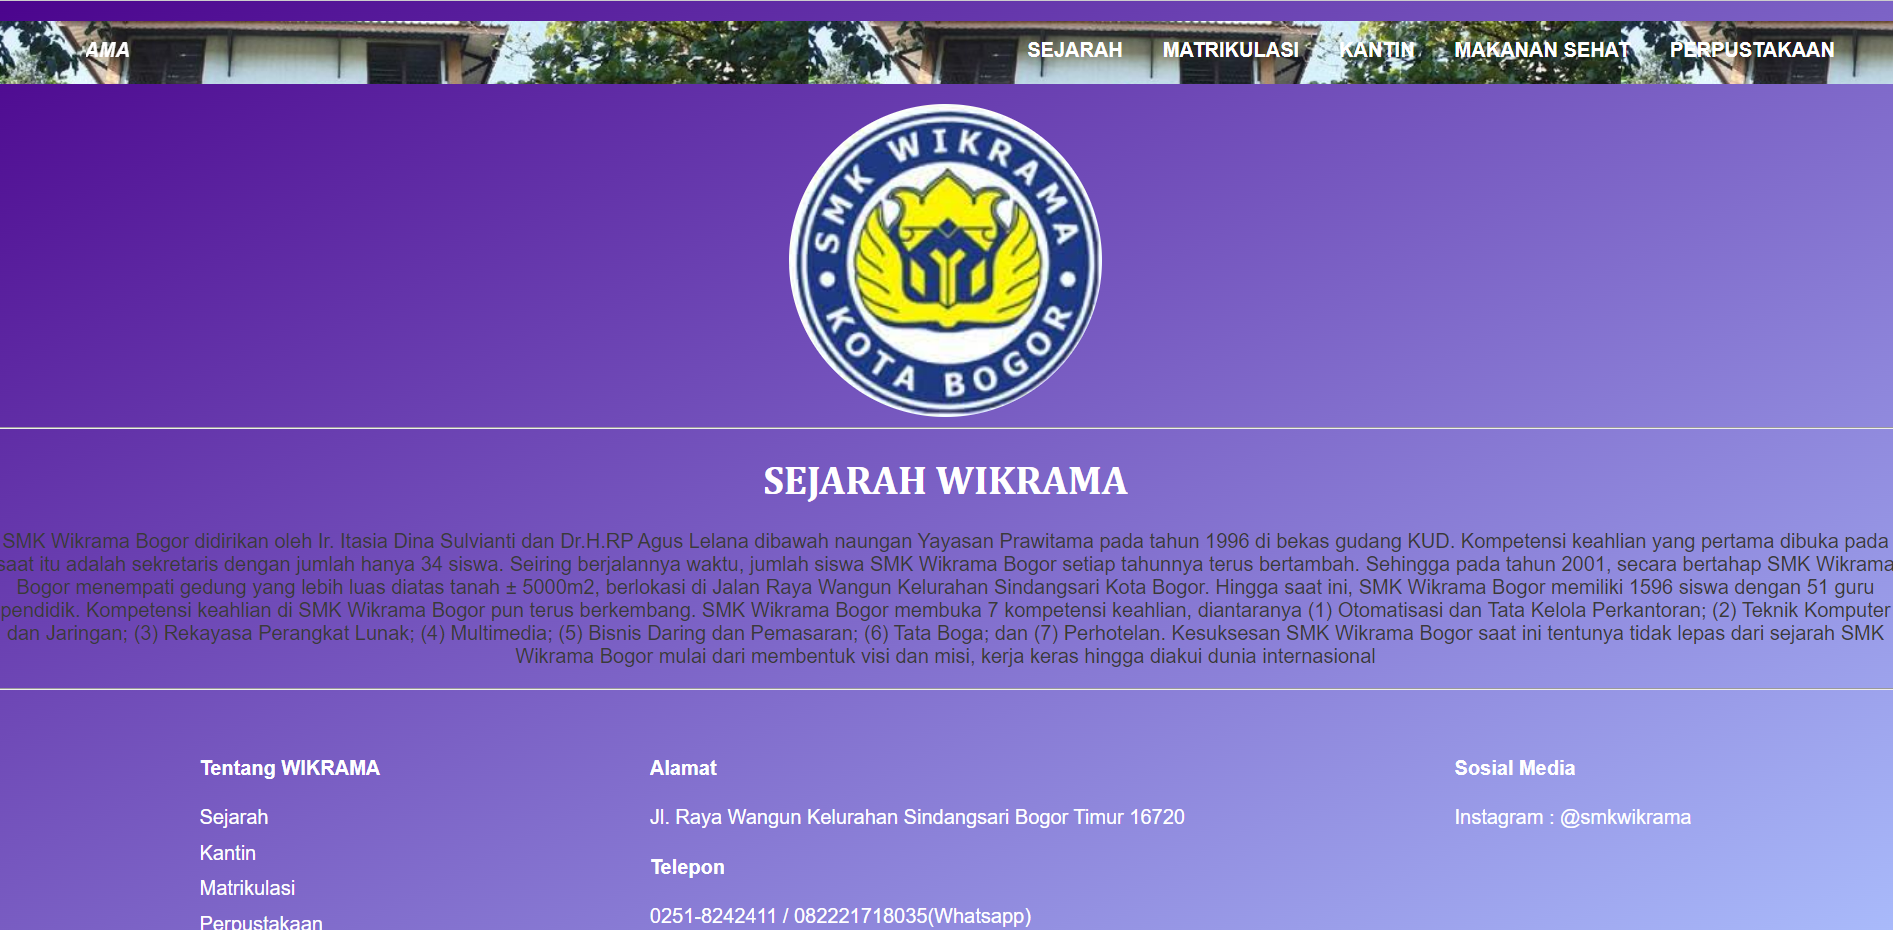 AMA
SEJARAH MATRIKULASI KANTIN MAKANAN SEHAT PERPUSTAKAAN
SMK WIKRAMA
KOTA BOGOR
SEJARAH WIKRAMA
SMK Wikrama Bogor didirikan oleh Ir. Itasia Dina Sulvianti dan Dr.H.RP Agus Lelana dibawah naungan Yayasan Prawitama pada tahun 1996 di bekas gudang KUD. Kompetensi keahlian yang pertama dibuka pada
saat itu adalah sekretaris dengan jumlah hanya 34 siswa. Seiring berjalannya waktu, jumlah siswa SMK Wikrama Bogor setiap tahunnya terus bertambah. Sehingga pada tahun 2001, secara bertahap SMK Wikrama
Bogor menempati gedung yang lebih luas diatas tanah ± 5000m2, berlokasi di Jalan Raya Wangun Kelurahan Sindangsari Kota Bogor. Hingga saat ini, SMK Wikrama Bogor memiliki 1596 siswa dengan 51 guru
pendidik. Kompetensi keahlian di SMK Wikrama Bogor pun terus berkembang. SMK Wikrama Bogor membuka 7 kompetensi keahlian, diantaranya (1) Otomatisasi dan Tata Kelola Perkantoran; (2) Teknik Komputer
dan Jaringan; (3) Rekayasa Perangkat Lunak; (4) Multimedia; (5) Bisnis Daring dan Pemasaran; (6) Tata Boga; dan (7) Perhotelan. Kesuksesan SMK Wikrama Bogor saat ini tentunya tidak lepas dari sejarah SMK
Wikrama Bogor mulai dari membentuk visi dan misi, kerja keras hingga diakui dunia internasional
Tentang WIKRAMA
Sejarah
Kantin
Matrikulasi
Perpustakaan
Alamat
Jl. Raya Wangun Kelurahan Sindangsari Bogor Timur 16720
Telepon
0251-8242411 / 082221718035(Whatsapp)
Sosial Media
Instagram : @smkwikrama